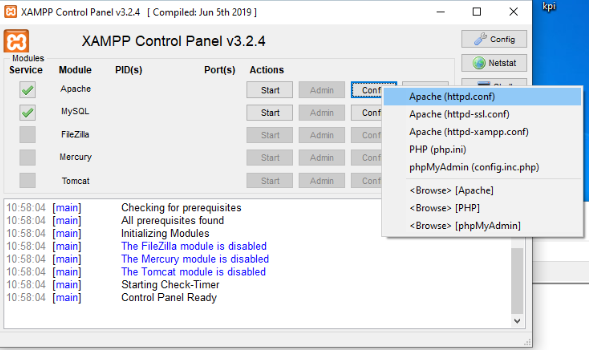 XAMPP Control Panel v3.2.4 [ Compiled: Jun 5th 2019 ]
kpi
XAMPP Control Panel v3.2.4
Config
Netstat
Modules
Service Module PID(s) Port(s) Actions
Apache Start Admin
MySQL Start Admin
FileZilla Start Admin
Mercury Start Admin
Tomcat Start Admin
Apache (httpd.conf)
Apache (httpd-ssl.conf)
Apache (httpd-xampp.conf)
PHP (php.ini)
phpMyAdmin (config.inc.php)
<Browse> [Apache]
<Browse> [PHP]
<Browse> [phpMyAdmin]
10:58:04 [main] Checking for prerequisites
10:58:04 [main] All prerequisites found
10:58:04 [main] Initializing Modules
10:58:04 [main] The FileZilla module is disabled
10:58:04 [main] The Mercury module is disabled
10:58:04 [main] The Tomcat module is disabled
10:58:04 [main] Starting Check-Timer
10:58:04 [main] Control Panel Ready